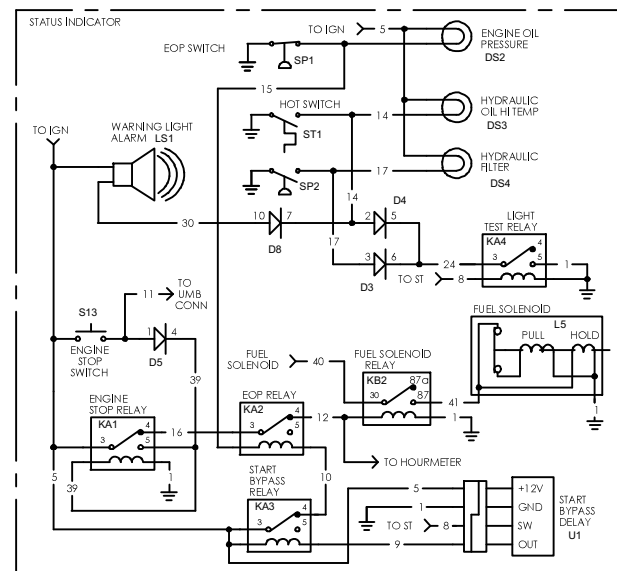 STATUS INDICATOR
TO IGN
5
ENGINE OIL
PRESSURE
DS2
EOP SWITCH
SP1
15
HOT SWITCH
ST1
14
HYDRAULIC
OIL HI TEMP
DS3
TO IGN
WARNING LIGHT
ALARM LS1
SP2
17
HYDRAULIC
FILTER
DS4
14
D4
2
5
30
10
7
D8
17
3
6
D3
LIGHT
TEST RELAY
KA4
4
3
5
24
1
TO ST
8
11
TO
UMB
CONN
S13
ENGINE
STOP
SWITCH
1
4
D5
39
FUEL SOLENOID
L5
PULL
HOLD
1
FUEL
SOLENOID
40
FUEL SOLENOID
RELAY
KB2
87a
30
87
41
1
ENGINE
STOP RELAY
KA1
4
3
5
16
1
39
5
EOP RELAY
KA2
4
3
5
12
TO HOURMETER
10
START
BYPASS
RELAY
KA3
4
3
5
5
1
TO ST
8
9
+12V
GND
SW
OUT
START
BYPASS
DELAY
U1